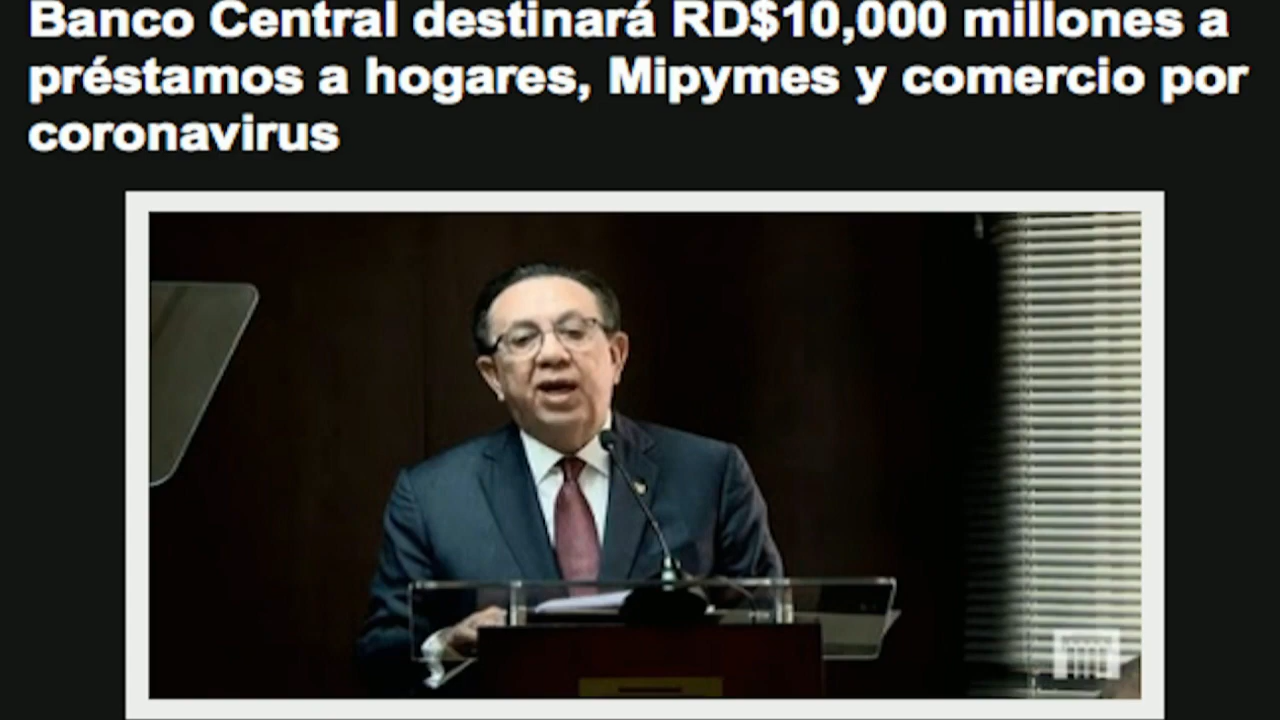 Banco Central destinará RD$10,000 millones a
préstamos a hogares, Mipymes y comercio por
coronavirus